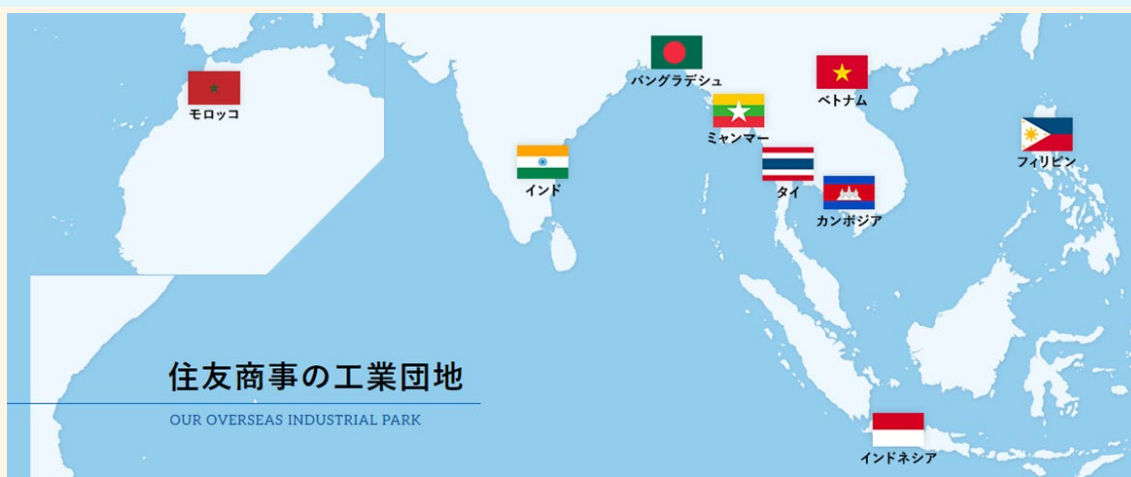 モロッコ
バングラデシュ
ベトナム
ミャンマー
フィリピン
インド
タイ
カンボジア
住友商事の工業団地
OUR OVERSEAS INDUSTRIAL PARK
インドネシア